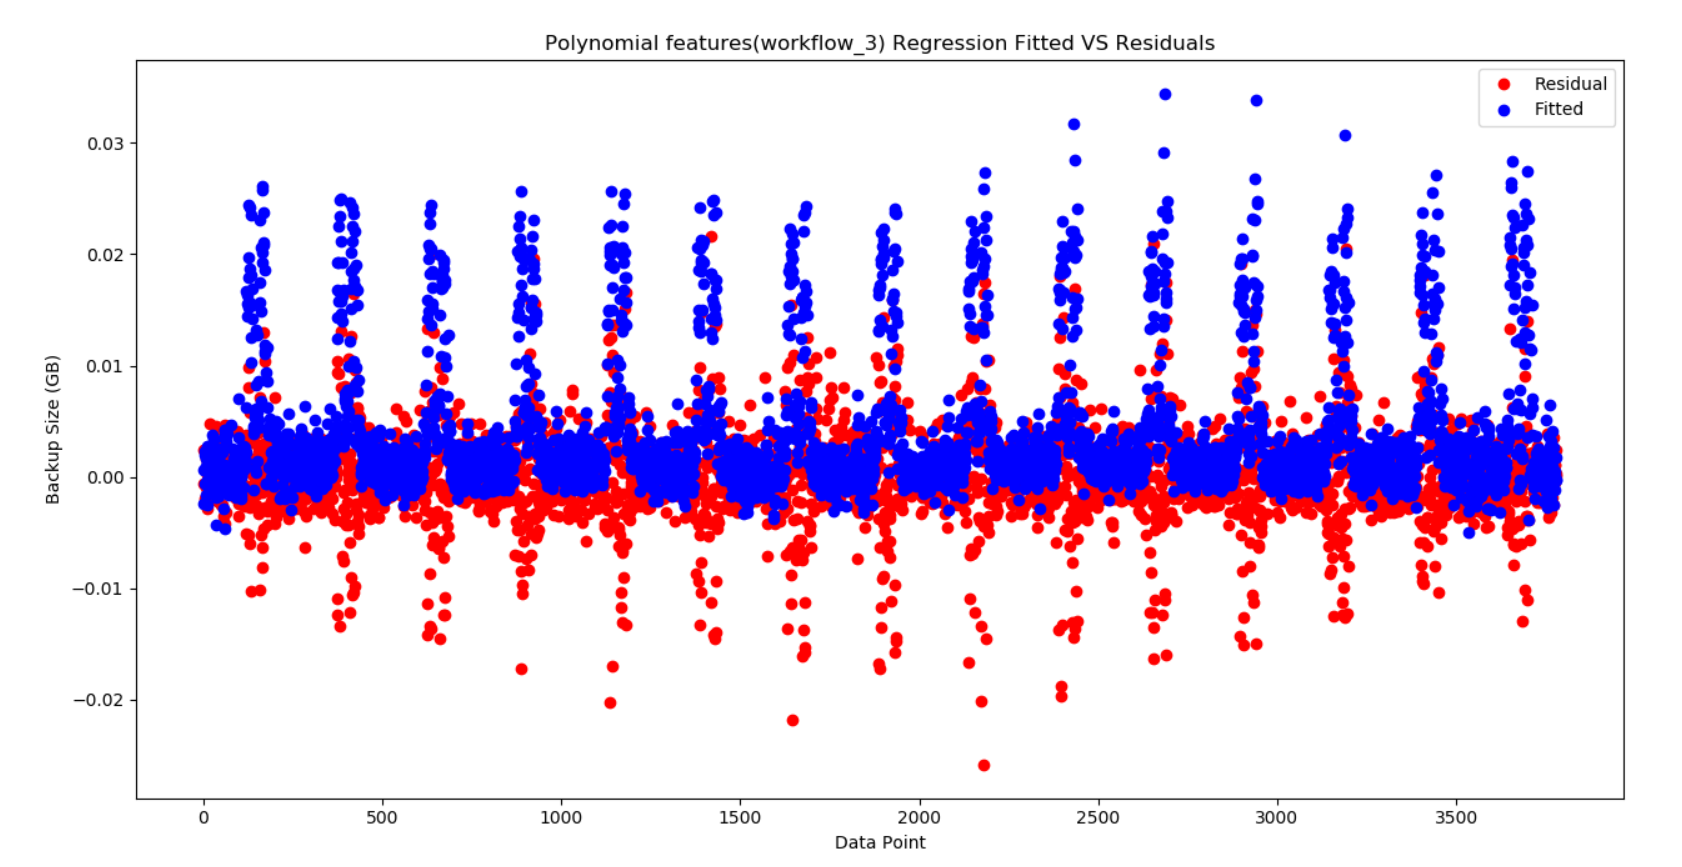 Polynomial features(workflow_3) Regression Fitted VS Residuals
Residual
Fitted
Backup Size (GB)
0.03
0.02
0.01
0.00
−0.01
−0.02
0 500 1000 1500 2000 2500 3000 3500
Data Point